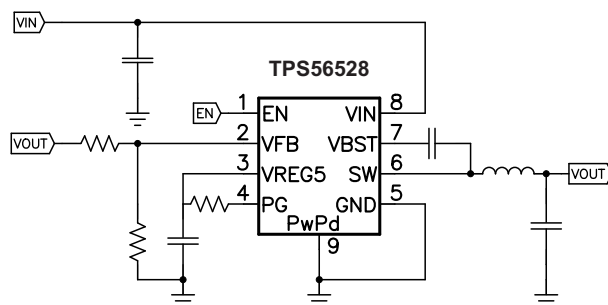 VIN
TPS56528
EN 1 EN VIN 8
VOUT 2 VFB VBST 7
3 VREG5 SW 6 VOUT
4 PG GND 5
PwPd
9